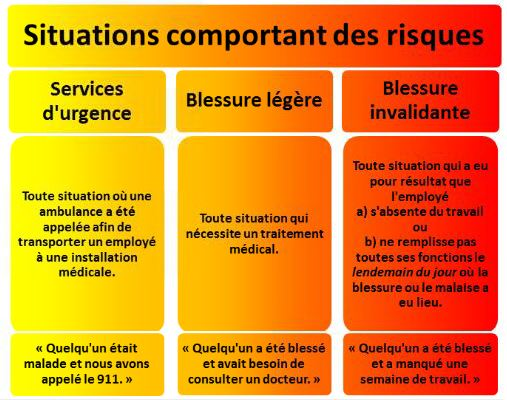 Situations comportant des risques
Services
d'urgence
Blessure légère
Blessure
invalidante
Toute situation où une
ambulance a été
appelée afin de
transporter un employé
à une installation
médicale.
Toute situation qui
nécessite un traitement
médical.
Toute situation qui a eu
pour résultat que
l'employé
a) s'absente du travail
ou
b) ne remplisse pas
toutes ses fonctions le
lendemain du jour où la
blessure ou le malaise a
eu lieu.
« Quelqu'un était
malade et nous avons
appelé le 911. »
« Quelqu'un a été blessé
et avait besoin de
consulter un docteur. »
« Quelqu'un a été blessé
et a manqué une
semaine de travail. »